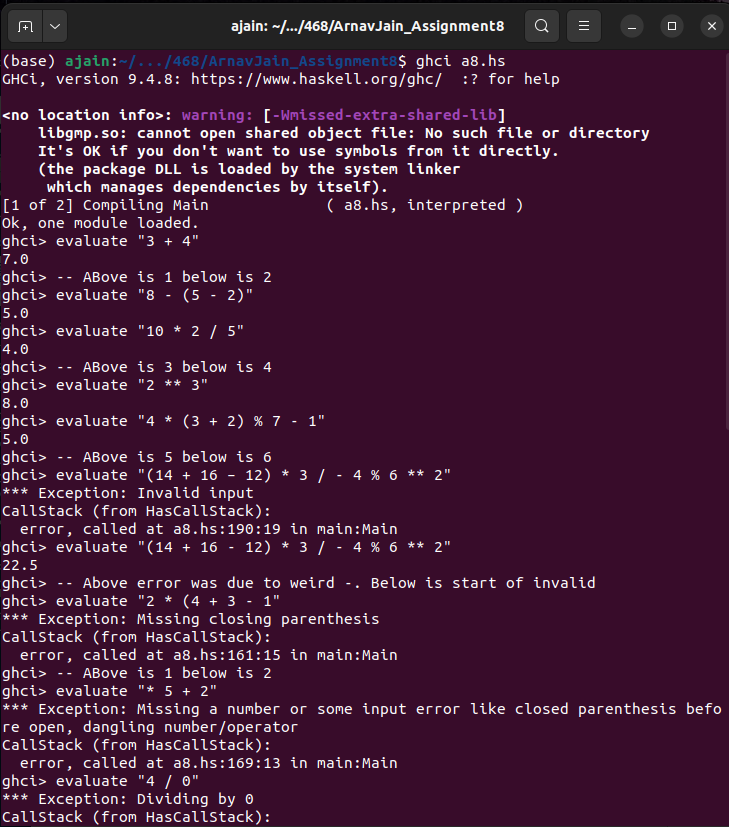 ajain: ~/.../468/ArnavJain_Assignment8
(base) ajain:~/.../468/ArnavJain_Assignment8$ ghci a8.hs
GHCi, version 9.4.8: https://www.haskell.org/ghc/  :? for help

<no location info>: warning: [-Wmissed-extra-shared-lib]
    libgmp.so: cannot open shared object file: No such file or directory
    It's OK if you don't want to use symbols from it directly.
    (the package DLL is loaded by the system linker
     which manages dependencies by itself).
[1 of 2] Compiling Main             ( a8.hs, interpreted )
Ok, one module loaded.
ghci> evaluate "3 + 4"
7.0
ghci> -- ABove is 1 below is 2
ghci> evaluate "8 - (5 - 2)"
5.0
ghci> evaluate "10 * 2 / 5"
4.0
ghci> -- ABove is 3 below is 4
ghci> evaluate "2 ** 3"
8.0
ghci> evaluate "4 * (3 + 2) % 7 - 1"
5.0
ghci> -- ABove is 5 below is 6
ghci> evaluate "(14 + 16 – 12) * 3 / - 4 % 6 ** 2"
*** Exception: Invalid input
CallStack (from HasCallStack):
  error, called at a8.hs:190:19 in main:Main
ghci> evaluate "(14 + 16 - 12) * 3 / - 4 % 6 ** 2"
22.5
ghci> -- Above error was due to weird -. Below is start of invalid
ghci> evaluate "2 * (4 + 3 - 1"
*** Exception: Missing closing parenthesis
CallStack (from HasCallStack):
  error, called at a8.hs:161:15 in main:Main
ghci> -- ABove is 1 below is 2
ghci> evaluate "* 5 + 2"
*** Exception: Missing a number or some input error like closed parenthesis befo
re open, dangling number/operator
CallStack (from HasCallStack):
  error, called at a8.hs:169:13 in main:Main
ghci> evaluate "4 / 0"
*** Exception: Dividing by 0
CallStack (from HasCallStack):